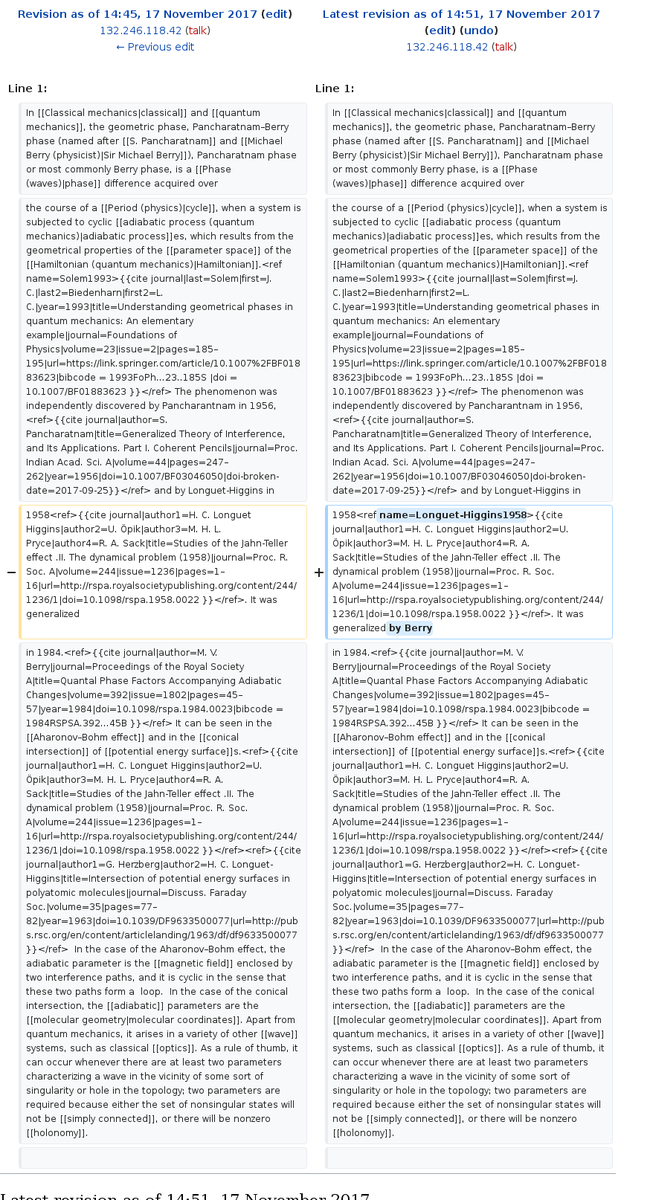 Revision as of 14:45, 17 November 2017 (edit)
132.246.118.42 (talk)
← Previous edit
Latest revision as of 14:51, 17 November 2017
(edit) (undo)
132.246.118.42 (talk)
Line 1:
Line 1:
In [[Classical mechanics|classical]] and [[quantum
mechanics]], the geometric phase, Pancharatnam–Berry
phase (named after [[S. Pancharatnam]] and [[Michael
Berry (physicist)|Sir Michael Berry]]), Pancharatnam phase
or most commonly Berry phase, is a [[Phase
(waves)|phase]] difference acquired over
In [[Classical mechanics|classical]] and [[quantum
mechanics]], the geometric phase, Pancharatnam–Berry
phase (named after [[S. Pancharatnam]] and [[Michael
Berry (physicist)|Sir Michael Berry]]), Pancharatnam phase
or most commonly Berry phase, is a [[Phase
(waves)|phase]] difference acquired over
the course of a [[Period (physics)|cycle]], when a system is
subjected to cyclic [[adiabatic process (quantum
mechanics)|adiabatic process]]es, which results from the
geometrical properties of the [[parameter space]] of the
[[Hamiltonian (quantum mechanics)|Hamiltonian]].<ref
name=Solem1993>{{cite journal|last=Solem|first=J.
C.|last2=Biedenharn|first2=L.
C.|year=1993|title=Understanding geometrical phases in
quantum mechanics: An elementary
example|journal=Foundations of
Physics|volume=23|issue=2|pages=185–
195|url=https://link.springer.com/article/10.1007%2FBF018
83623|bibcode = 1993FoPh...23..185S |doi =
10.1007/BF01883623 }}</ref> The phenomenon was
independently discovered by Pancharantnam in 1956,
<ref>{{cite journal|author=S.
Pancharatnam|title=Generalized Theory of Interference,
and Its Applications. Part I. Coherent Pencils|journal=Proc.
Indian Acad. Sci. A|volume=44|pages=247–
262|year=1956|doi=10.1007/BF03046050|doi-broken-
date=2017-09-25}}</ref> and by Longuet-Higgins in
the course of a [[Period (physics)|cycle]], when a system is
subjected to cyclic [[adiabatic process (quantum
mechanics)|adiabatic process]]es, which results from the
geometrical properties of the [[parameter space]] of the
[[Hamiltonian (quantum mechanics)|Hamiltonian]].<ref
name=Solem1993>{{cite journal|last=Solem|first=J.
C.|last2=Biedenharn|first2=L.
C.|year=1993|title=Understanding geometrical phases in
quantum mechanics: An elementary
example|journal=Foundations of
Physics|volume=23|issue=2|pages=185–
195|url=https://link.springer.com/article/10.1007%2FBF018
83623|bibcode = 1993FoPh...23..185S |doi =
10.1007/BF01883623 }}</ref> The phenomenon was
independently discovered by Pancharantnam in 1956,
<ref>{{cite journal|author=S.
Pancharatnam|title=Generalized Theory of Interference,
and Its Applications. Part I. Coherent Pencils|journal=Proc.
Indian Acad. Sci. A|volume=44|pages=247–
262|year=1956|doi=10.1007/BF03046050|doi-broken-
date=2017-09-25}}</ref> and by Longuet-Higgins in
−
1958<ref>{{cite journal|author1=H. C. Longuet
Higgins|author2=U. Öpik|author3=M. H. L.
Pryce|author4=R. A. Sack|title=Studies of the Jahn-Teller
effect .II. The dynamical problem (1958)|journal=Proc. R.
Soc. A|volume=244|issue=1236|pages=1–
16|url=http://rspa.royalsocietypublishing.org/content/244/
1236/1|doi=10.1098/rspa.1958.0022 }}</ref>. It was
generalized
+
1958<ref name=Longuet-Higgins1958>{{cite
journal|author1=H. C. Longuet Higgins|author2=U.
Öpik|author3=M. H. L. Pryce|author4=R. A.
Sack|title=Studies of the Jahn-Teller effect .II. The
dynamical problem (1958)|journal=Proc. R. Soc.
A|volume=244|issue=1236|pages=1–
16|url=http://rspa.royalsocietypublishing.org/content/244/
1236/1|doi=10.1098/rspa.1958.0022 }}</ref>. It was
generalized by Berry
in 1984.<ref>{{cite journal|author=M. V.
Berry|journal=Proceedings of the Royal Society
A|title=Quantal Phase Factors Accompanying Adiabatic
Changes|volume=392|issue=1802|pages=45–
57|year=1984|doi=10.1098/rspa.1984.0023|bibcode =
1984RSPSA.392...45B }}</ref> It can be seen in the
[[Aharonov–Bohm effect]] and in the [[conical
intersection]] of [[potential energy surface]]s.<ref>{{cite
journal|author1=H. C. Longuet Higgins|author2=U.
Öpik|author3=M. H. L. Pryce|author4=R. A.
Sack|title=Studies of the Jahn-Teller effect .II. The
dynamical problem (1958)|journal=Proc. R. Soc.
A|volume=244|issue=1236|pages=1–
16|url=http://rspa.royalsocietypublishing.org/content/244/
1236/1|doi=10.1098/rspa.1958.0022 }}</ref><ref>{{cite
journal|author1=G. Herzberg|author2=H. C. Longuet-
Higgins|title=Intersection of potential energy surfaces in
polyatomic molecules|journal=Discuss. Faraday
Soc.|volume=35|pages=77–
82|year=1963|doi=10.1039/DF9633500077|url=http://pub
s.rsc.org/en/content/articlelanding/1963/df/df9633500077
}}</ref>  In the case of the Aharonov–Bohm effect, the
adiabatic parameter is the [[magnetic field]] enclosed by
two interference paths, and it is cyclic in the sense that
these two paths form a  loop.  In the case of the conical
intersection, the [[adiabatic]] parameters are the
[[molecular geometry|molecular coordinates]]. Apart from
quantum mechanics, it arises in a variety of other [[wave]]
systems, such as classical [[optics]]. As a rule of thumb, it
can occur whenever there are at least two parameters
characterizing a wave in the vicinity of some sort of
singularity or hole in the topology; two parameters are
required because either the set of nonsingular states will
not be [[simply connected]], or there will be nonzero
[[holonomy]].
in 1984.<ref>{{cite journal|author=M. V.
Berry|journal=Proceedings of the Royal Society
A|title=Quantal Phase Factors Accompanying Adiabatic
Changes|volume=392|issue=1802|pages=45–
57|year=1984|doi=10.1098/rspa.1984.0023|bibcode =
1984RSPSA.392...45B }}</ref> It can be seen in the
[[Aharonov–Bohm effect]] and in the [[conical
intersection]] of [[potential energy surface]]s.<ref>{{cite
journal|author1=H. C. Longuet Higgins|author2=U.
Öpik|author3=M. H. L. Pryce|author4=R. A.
Sack|title=Studies of the Jahn-Teller effect .II. The
dynamical problem (1958)|journal=Proc. R. Soc.
A|volume=244|issue=1236|pages=1–
16|url=http://rspa.royalsocietypublishing.org/content/244/
1236/1|doi=10.1098/rspa.1958.0022 }}</ref><ref>{{cite
journal|author1=G. Herzberg|author2=H. C. Longuet-
Higgins|title=Intersection of potential energy surfaces in
polyatomic molecules|journal=Discuss. Faraday
Soc.|volume=35|pages=77–
82|year=1963|doi=10.1039/DF9633500077|url=http://pub
s.rsc.org/en/content/articlelanding/1963/df/df9633500077
}}</ref>  In the case of the Aharonov–Bohm effect, the
adiabatic parameter is the [[magnetic field]] enclosed by
two interference paths, and it is cyclic in the sense that
these two paths form a  loop.  In the case of the conical
intersection, the [[adiabatic]] parameters are the
[[molecular geometry|molecular coordinates]]. Apart from
quantum mechanics, it arises in a variety of other [[wave]]
systems, such as classical [[optics]]. As a rule of thumb, it
can occur whenever there are at least two parameters
characterizing a wave in the vicinity of some sort of
singularity or hole in the topology; two parameters are
required because either the set of nonsingular states will
not be [[simply connected]], or there will be nonzero
[[holonomy]].
Latest revision as of 14:51, 17 November 2017